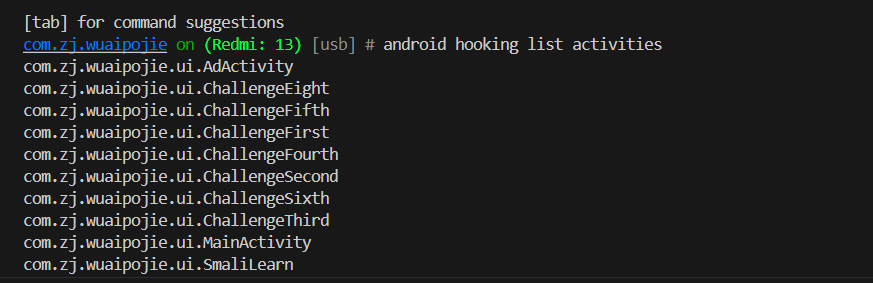 [tab] for command suggestions
com.zj.wuaipojie on (Redmi: 13) [usb] # android hooking list activities
com.zj.wuaipojie.ui.AdActivity
com.zj.wuaipojie.ui.ChallengeEight
com.zj.wuaipojie.ui.ChallengeFifth
com.zj.wuaipojie.ui.ChallengeFirst
com.zj.wuaipojie.ui.ChallengeFourth
com.zj.wuaipojie.ui.ChallengeSecond
com.zj.wuaipojie.ui.ChallengeSixth
com.zj.wuaipojie.ui.ChallengeThird
com.zj.wuaipojie.ui.MainActivity
com.zj.wuaipojie.ui.SmaliLearn